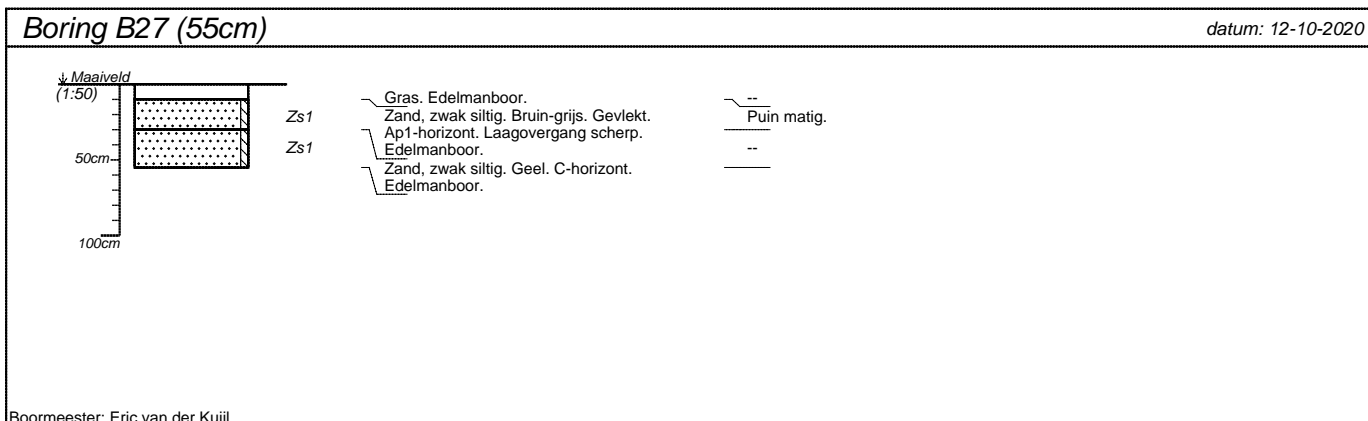 Boring B27 (55cm)
datum: 12-10-2020
Maaiveld
(1:50)
50cm
100cm
Zs1
Zs1
Gras. Edelmanboor.
Zand, zwak siltig. Bruin-grijs. Gevlekt.
Ap1-horizont. Laagovergang scherp.
Edelmanboor.
Zand, zwak siltig. Geel. C-horizont.
Edelmanboor.
--
Puin matig.
--
Boormeester: Eric van der Kuijl